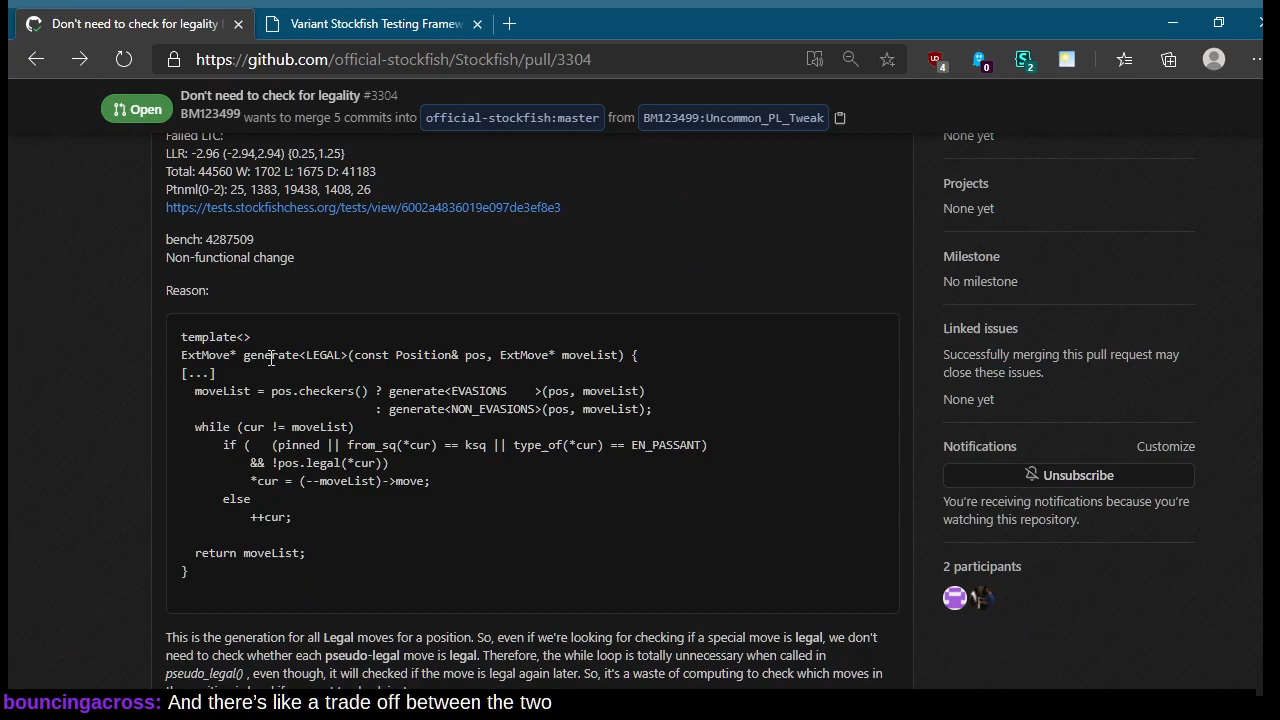 Don't need to check for legality
Variant Stockfish Testing Framew
https://github.com/official-stockfish/Stockfish/pull/3304
4
0
2
Open
Don't need to check for legality #3304
BM123499 wants to merge 5 commits into official-stockfish:master from BM123499:Uncommon_PL_Tweak
Failed LTC:
LLR: -2.96 (-2.94,2.94) {0.25,1.25}
Total: 44560 W: 1702 L: 1675 D: 41183
Ptnml(0-2): 25, 1383, 19438, 1408, 26
https://tests.stockfishchess.org/tests/view/6002a4836019e097de3ef8e3
bench: 4287509
Non-functional change
Reason:
template<>
ExtMove* generate<LEGAL>(const Position& pos, ExtMove* moveList) {
[...]
moveList = pos.checkers() ? generate<EVASIONS    >(pos, moveList)
: generate<NON_EVASIONS>(pos, moveList);
while (cur != moveList)
if (   (pinned || from_sq(*cur) == ksq || type_of(*cur) == EN_PASSANT)
&& !pos.legal(*cur))
*cur = (--moveList)->move;
else
++cur;
return moveList;
}
This is the generation for all Legal moves for a position. So, even if we're looking for checking if a special move is legal, we don't
need to check whether each pseudo-legal move is legal. Therefore, the while loop is totally unnecessary when called in
pseudo_legal() , even though, it will checked if the move is legal again later. So, it's a waste of computing to check which moves in
None yet
Projects
None yet
Milestone
No milestone
Linked issues
Successfully merging this pull request may
close these issues.
None yet
Notifications
Customize
Unsubscribe
You're receiving notifications because you're
watching this repository.
2 participants
bouncingacross: And there's like a trade off between the two